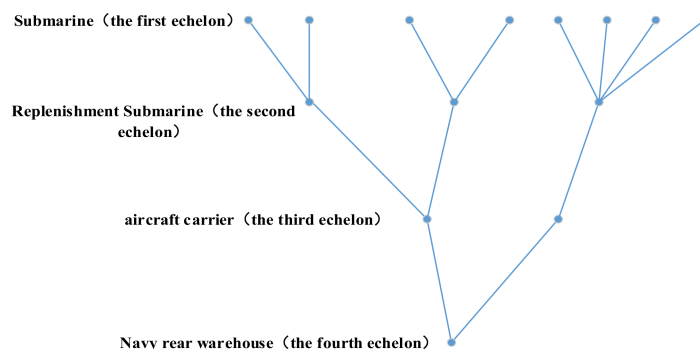 Submarine（the first echelon）
Replenishment Submarine（the second
echelon）
aircraft carrier（the third echelon）
Navy rear warehouse（the fourth echelon）